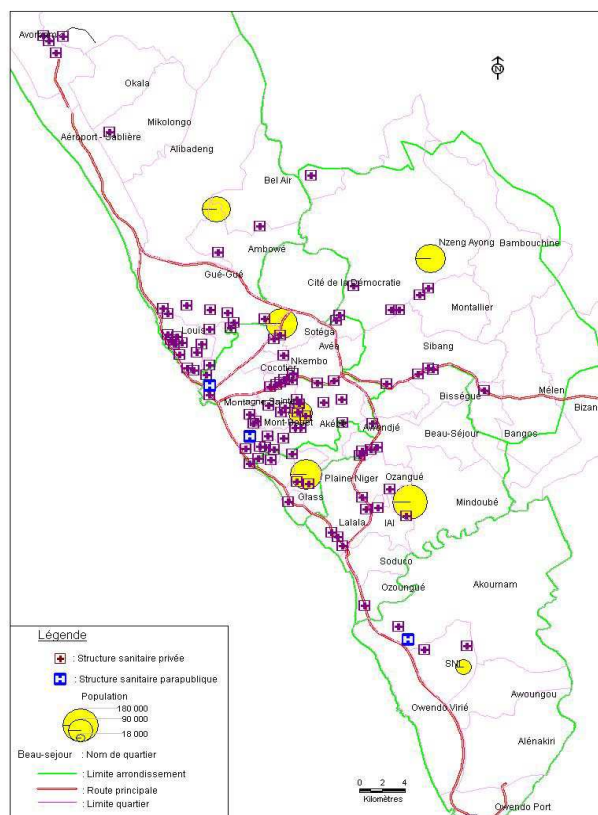 Avorbam
Okala
Mikolongo
Aéroport - Sablière
Alibadeng
Bel Air
N
Nzeng Ayong
Bambouchine
Ambowé
Gué-Gué
Cité de la Démocratie
Montallier
Louis
Sotéga
Avéa
Sibang
Nkembo
Cocotier
Mélen
Bisségué
Bizan
Montagne Sainte
Mont-Bouet
Akébé
Awendjé
Beau-Séjour
Bangos
Plaine Niger
Ozangué
Glass
Mindoubé
Lalala
IAI
Soduco
Ozoungué
Akournam
SNI
Awoungou
Owendo Virié
Alénakiri
Owendo Port
0 2 4
Kilomètres
Légende
: Structure sanitaire privée
: Structure sanitaire parapublique
Population
180 000
90 000
18 000
Beau-sejour : Nom de quartier
: Limite arrondissement
: Route principale
: Limite quartier